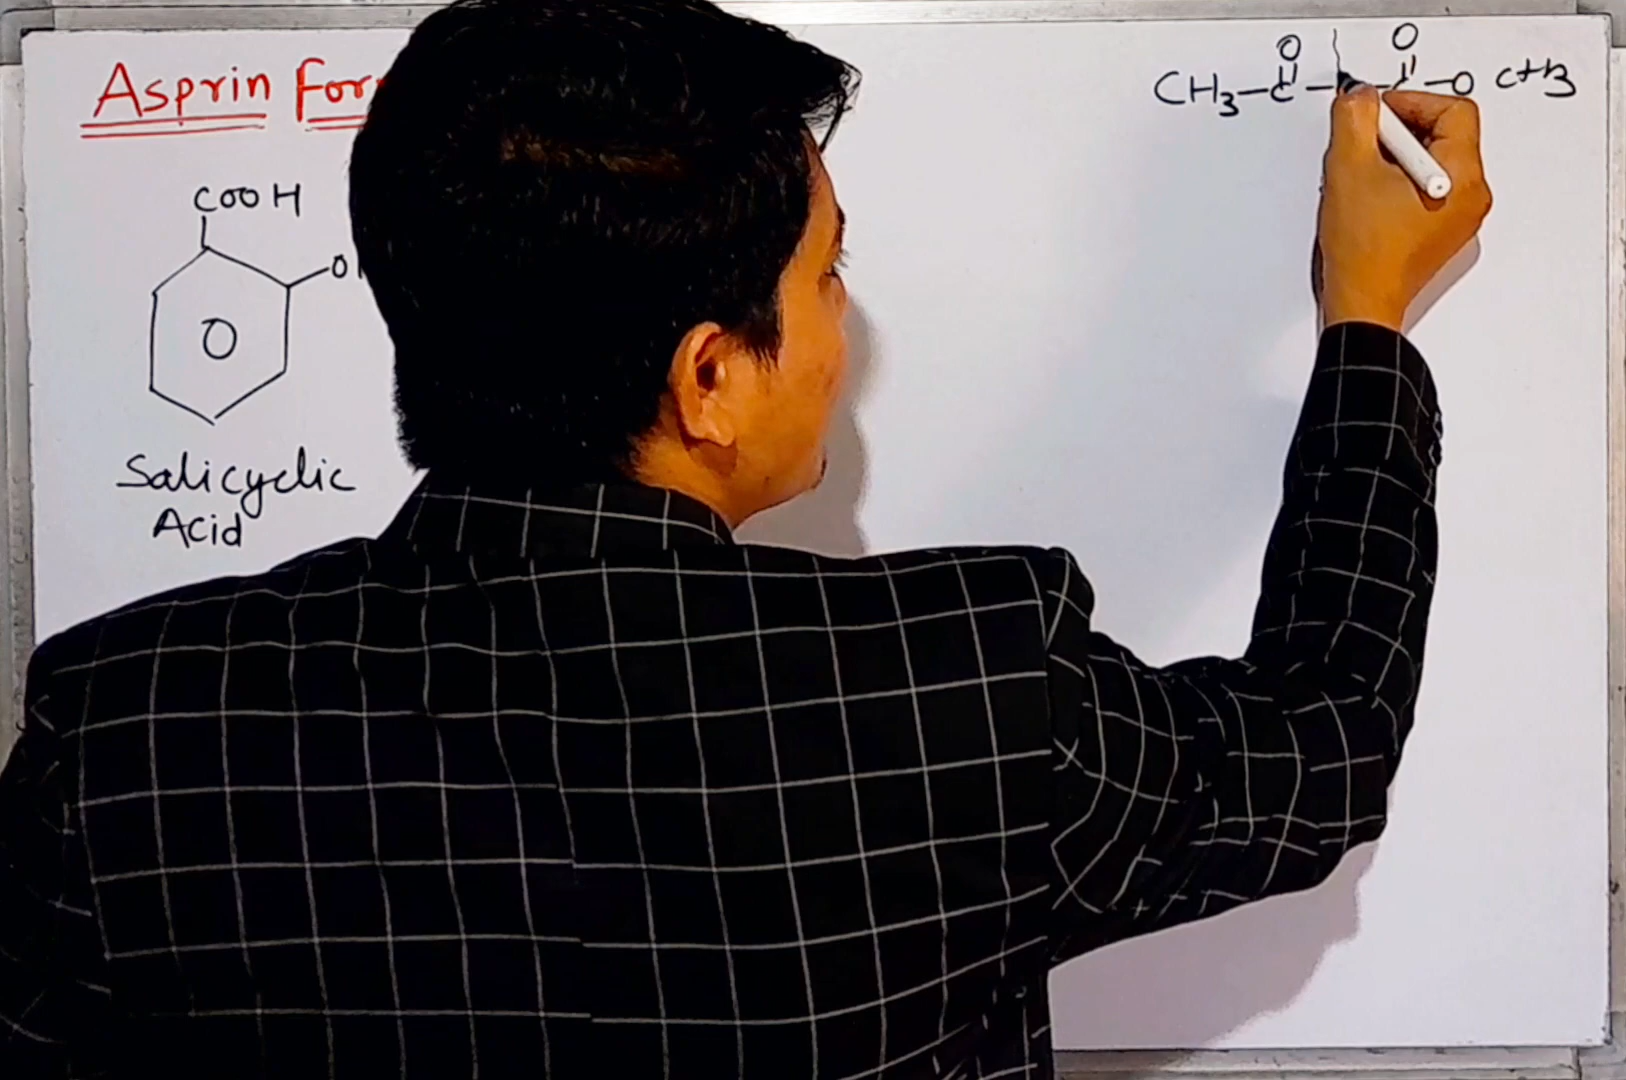 Asprin For
COOH
O
O
Salicyclic
Acid
O O
CH3-C- -C-O CH3